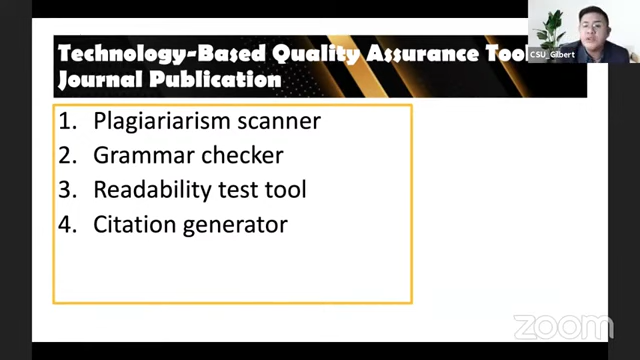 Technology-Based Quality Assurance Too
Journal Publication
CSU_Gilbert
1. Plagiariarism scanner
2. Grammar checker
3. Readability test tool
4. Citation generator
zoom